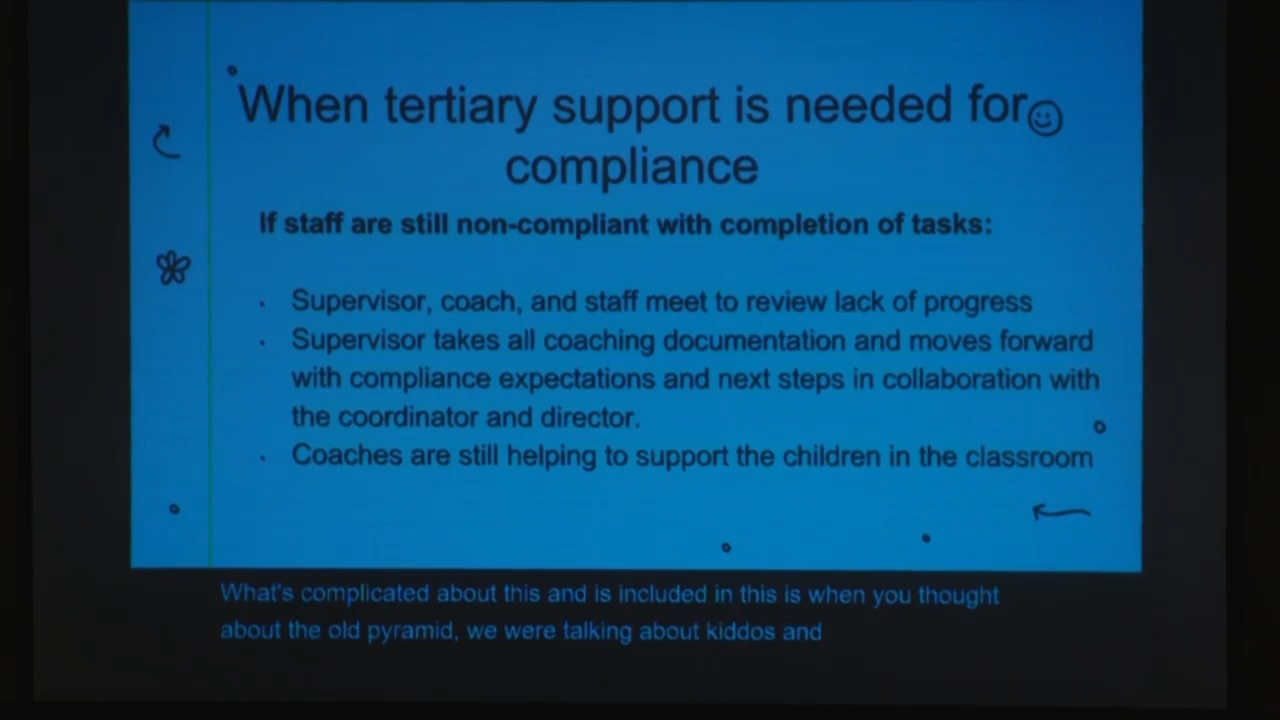 When tertiary support is needed for
compliance
If staff are still non-compliant with completion of tasks:
· Supervisor, coach, and staff meet to review lack of progress
· Supervisor takes all coaching documentation and moves forward
with compliance expectations and next steps in collaboration with
the coordinator and director.
· Coaches are still helping to support the children in the classroom
What's complicated about this and is included in this is when you thought
about the old pyramid, we were talking about kiddos and